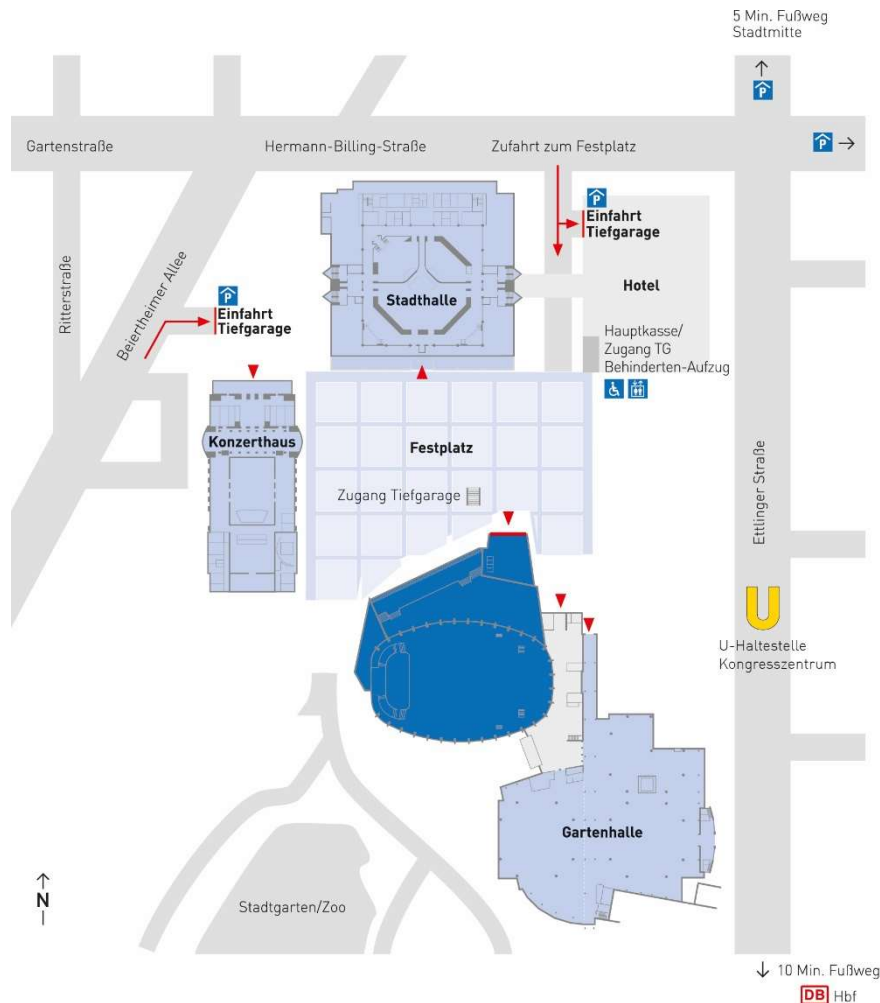 5 Min. Fußweg
Stadtmitte
P
Gartenstraße
Hermann-Billing-Straße
Zufahrt zum Festplatz
P
P
Einfahrt
Tiefgarage
Ritterstraße
Beiertheimer Allee
P
Einfahrt
Tiefgarage
Stadthalle
Hotel
Hauptkasse/
Zugang TG
Behinderten-Aufzug
Konzerthaus
Festplatz
Zugang Tiefgarage
Ettlinger Straße
U
U-Haltestelle
Kongresszentrum
Gartenhalle
N
Stadtgarten/Zoo
10 Min. Fußweg
DB Hbf